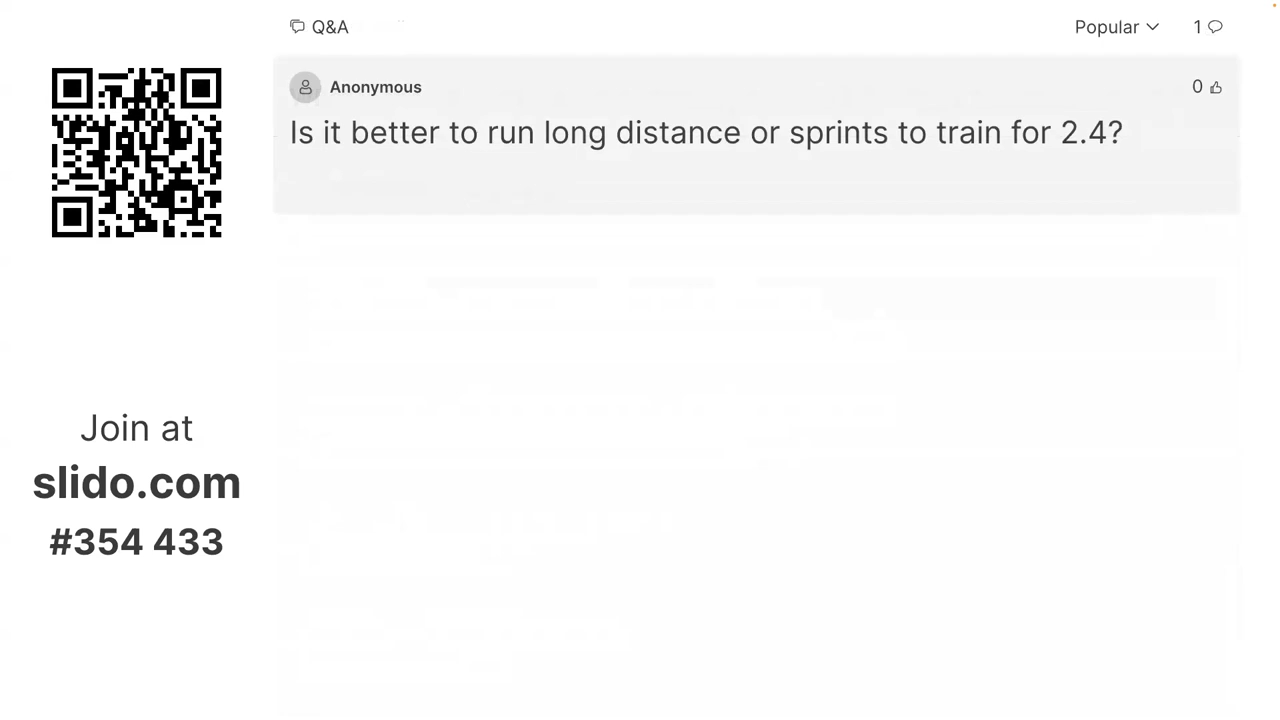 Q&A
Popular
1
Anonymous
0
Is it better to run long distance or sprints to train for 2.4?
Join at
slido.com
#354 433